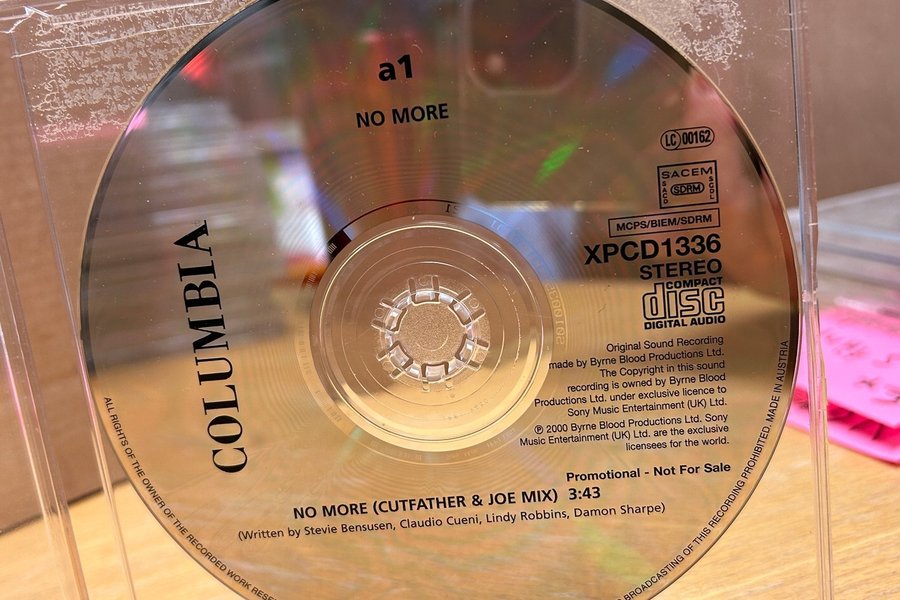 a1
NO MORE
LC 00162
SACEM
SACD SDRM SGDL
MCPS/BIEM/SDRM
XPCD1336
STEREO
COMPACT
disc
DIGITAL AUDIO
COLUMBIA
Original Sound Recording
made by Byrne Blood Productions Ltd.
The Copyright in this sound
recording is owned by Byrne Blood
Productions Ltd. under exclusive licence to
Sony Music Entertainment (UK) Ltd.
℗ 2000 Byrne Blood Productions Ltd. Sony
Music Entertainment (UK) Ltd. are the exclusive
licensees for the world.
Promotional - Not For Sale
NO MORE (CUTFATHER & JOE MIX) 3:43
(Written by Stevie Bensusen, Claudio Cueni, Lindy Robbins, Damon Sharpe)
ALL RIGHTS OF THE OWNER OF THE RECORDED WORK
BROADCASTING OF THIS RECORDING PROHIBITED. MADE IN AUSTRIA